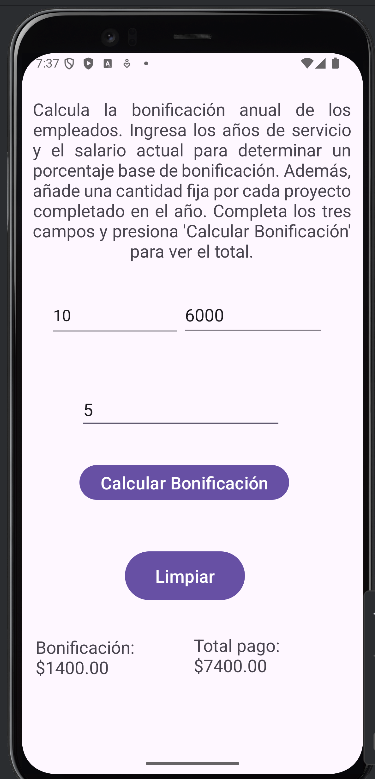 7:37
Calcula la bonificación anual de los
empleados. Ingresa los años de servicio
y el salario actual para determinar un
porcentaje base de bonificación. Además,
añade una cantidad fija por cada proyecto
completado en el año. Completa los tres
campos y presiona 'Calcular Bonificación'
para ver el total.
10 6000
5
Calcular Bonificación
Limpiar
Bonificación: Total pago:
$1400.00 $7400.00